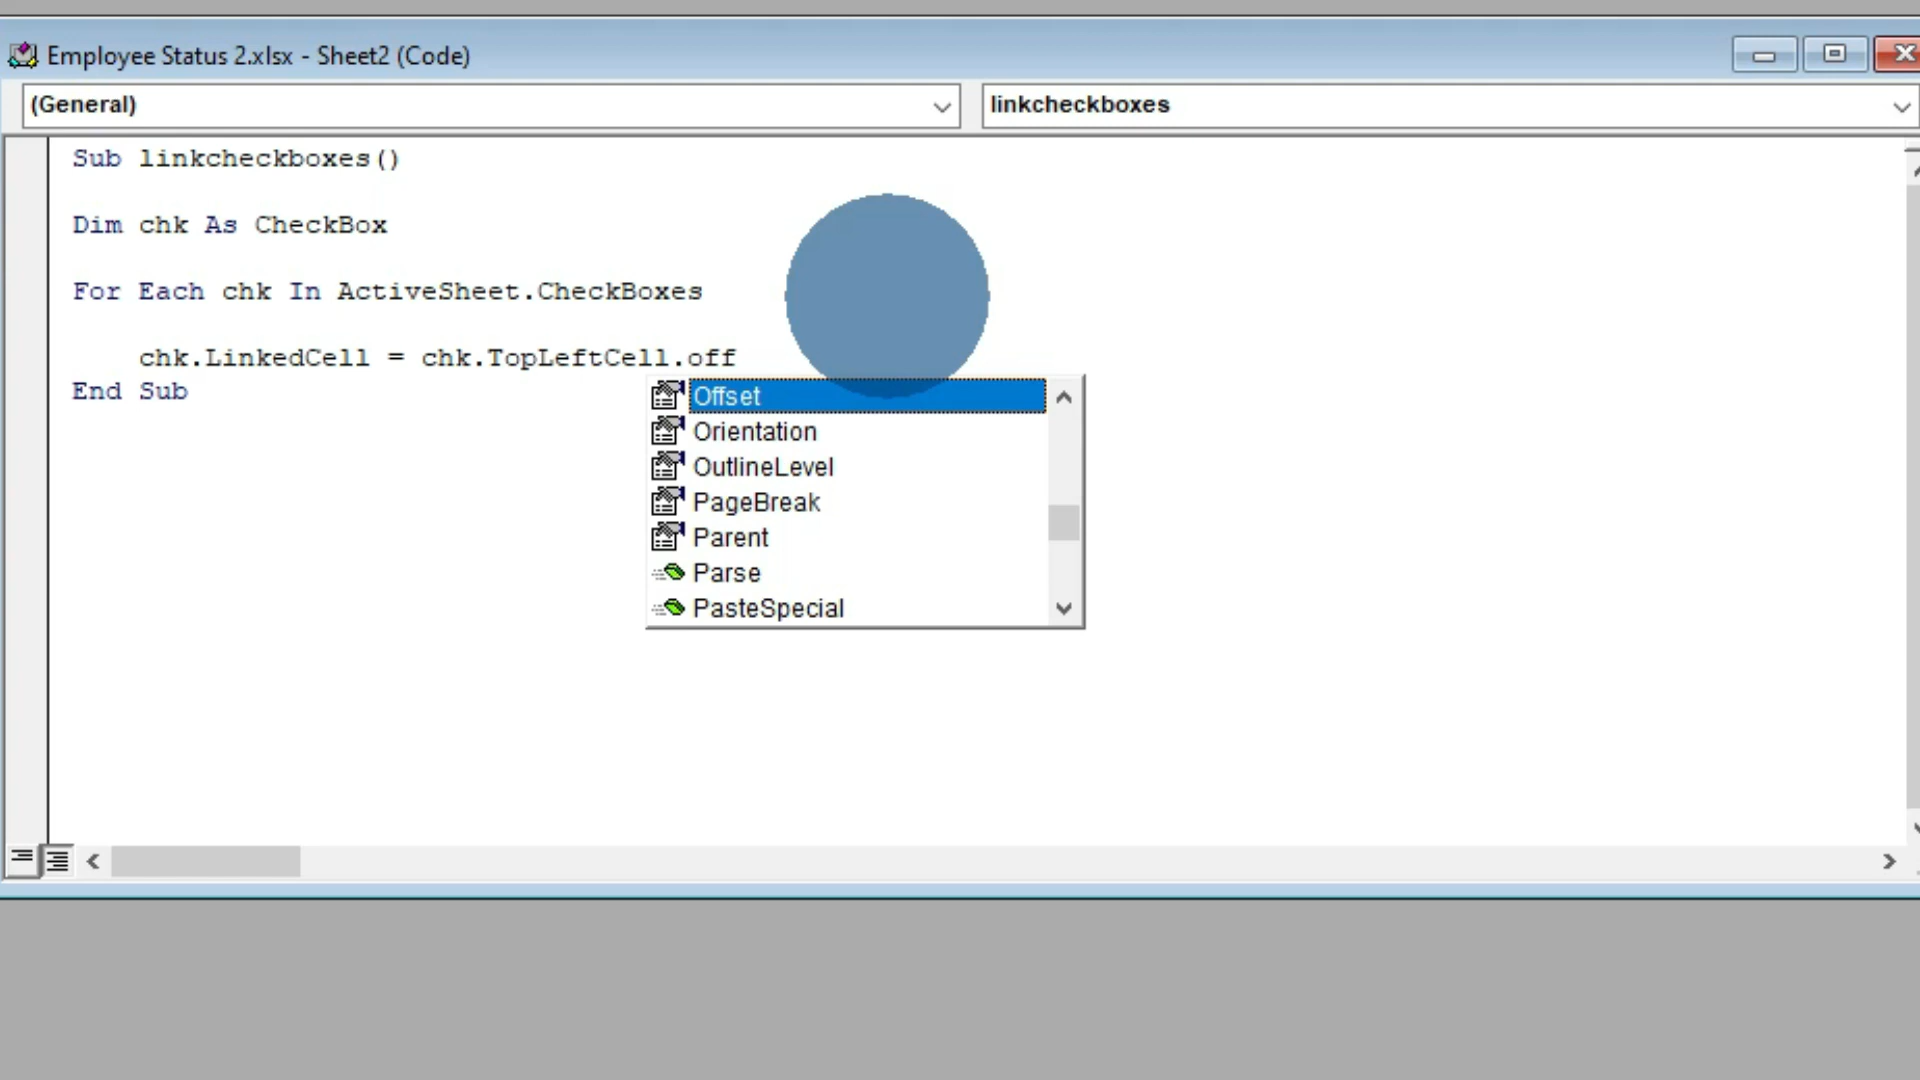 Employee Status 2.xlsx - Sheet2 (Code)
(General)
linkcheckboxes
Sub linkcheckboxes()
Dim chk As CheckBox
For Each chk In ActiveSheet.CheckBoxes
chk.LinkedCell = chk.TopLeftCell.off
End Sub
Offset
Orientation
OutlineLevel
PageBreak
Parent
Parse
PasteSpecial